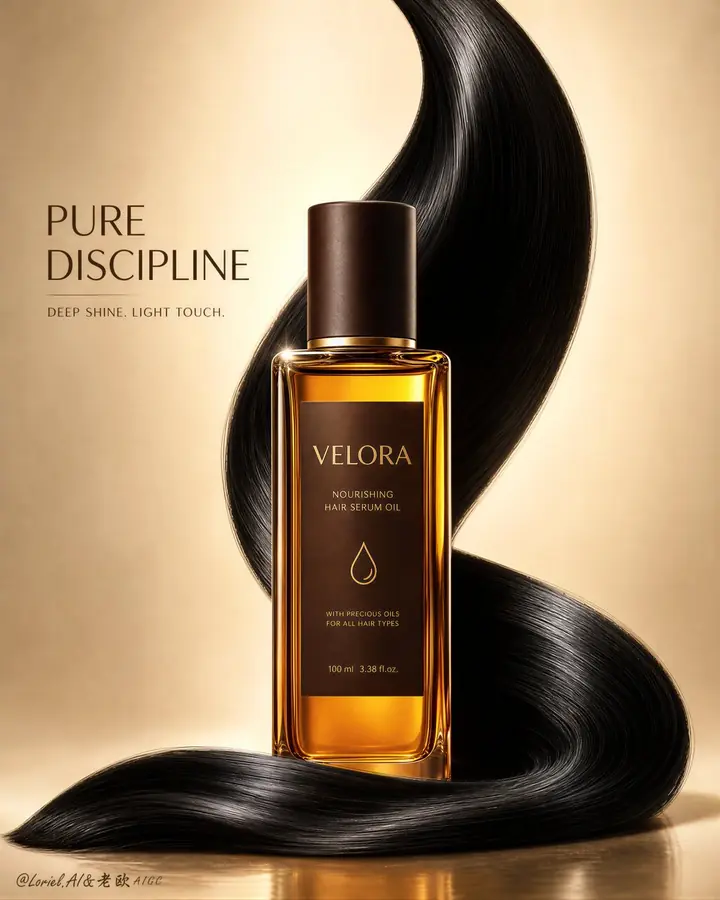 PURE
DISCIPLINE
DEEP SHINE. LIGHT TOUCH.
VELORA
NOURISHING
HAIR SERUM OIL
WITH PRECIOUS OILS
FOR ALL HAIR TYPES
100 ml 3.38 fl.oz.
@Loriel.AI&老欧 AIGC